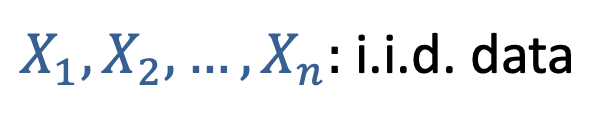 X₁, X₂, ..., Xₙ: i.i.d. data